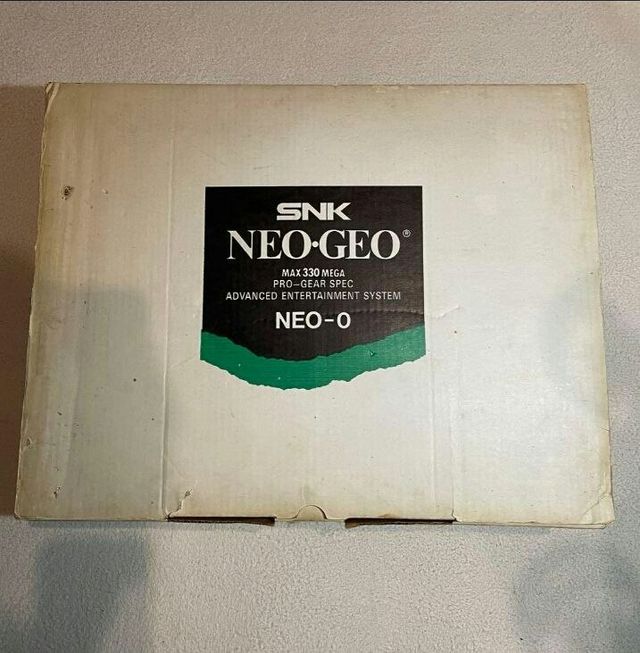 SNK
NEO•GEO®
MAX 330 MEGA
PRO-GEAR SPEC
ADVANCED ENTERTAINMENT SYSTEM
NEO-0